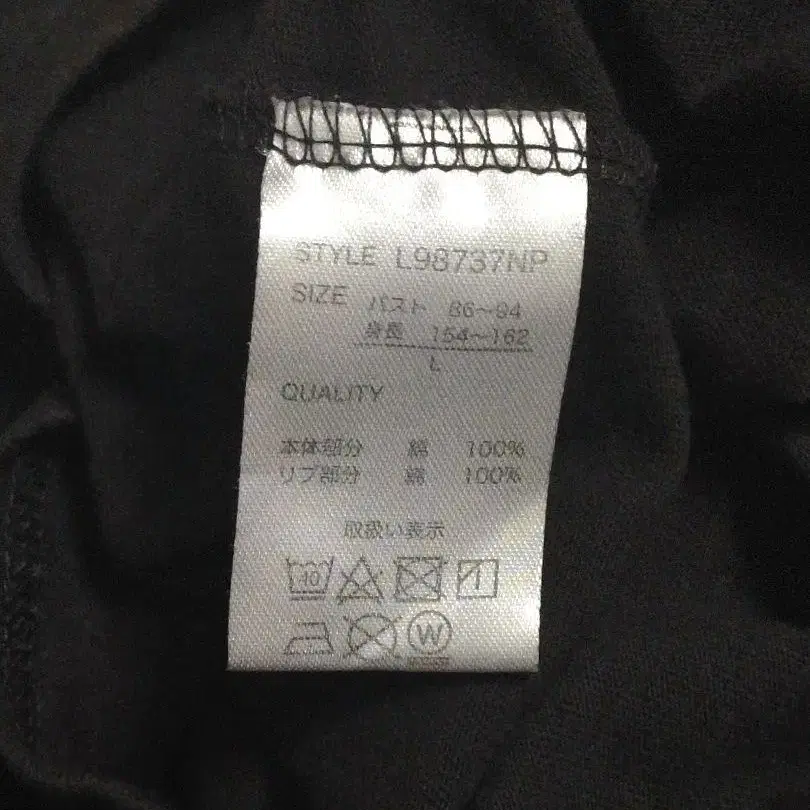 STYLE L98737NP
SIZE バスト 86～94
身長 154～162
L
QUALITY
本体部分 綿 100%
リブ部分 綿 100%
取扱い表示
40
W